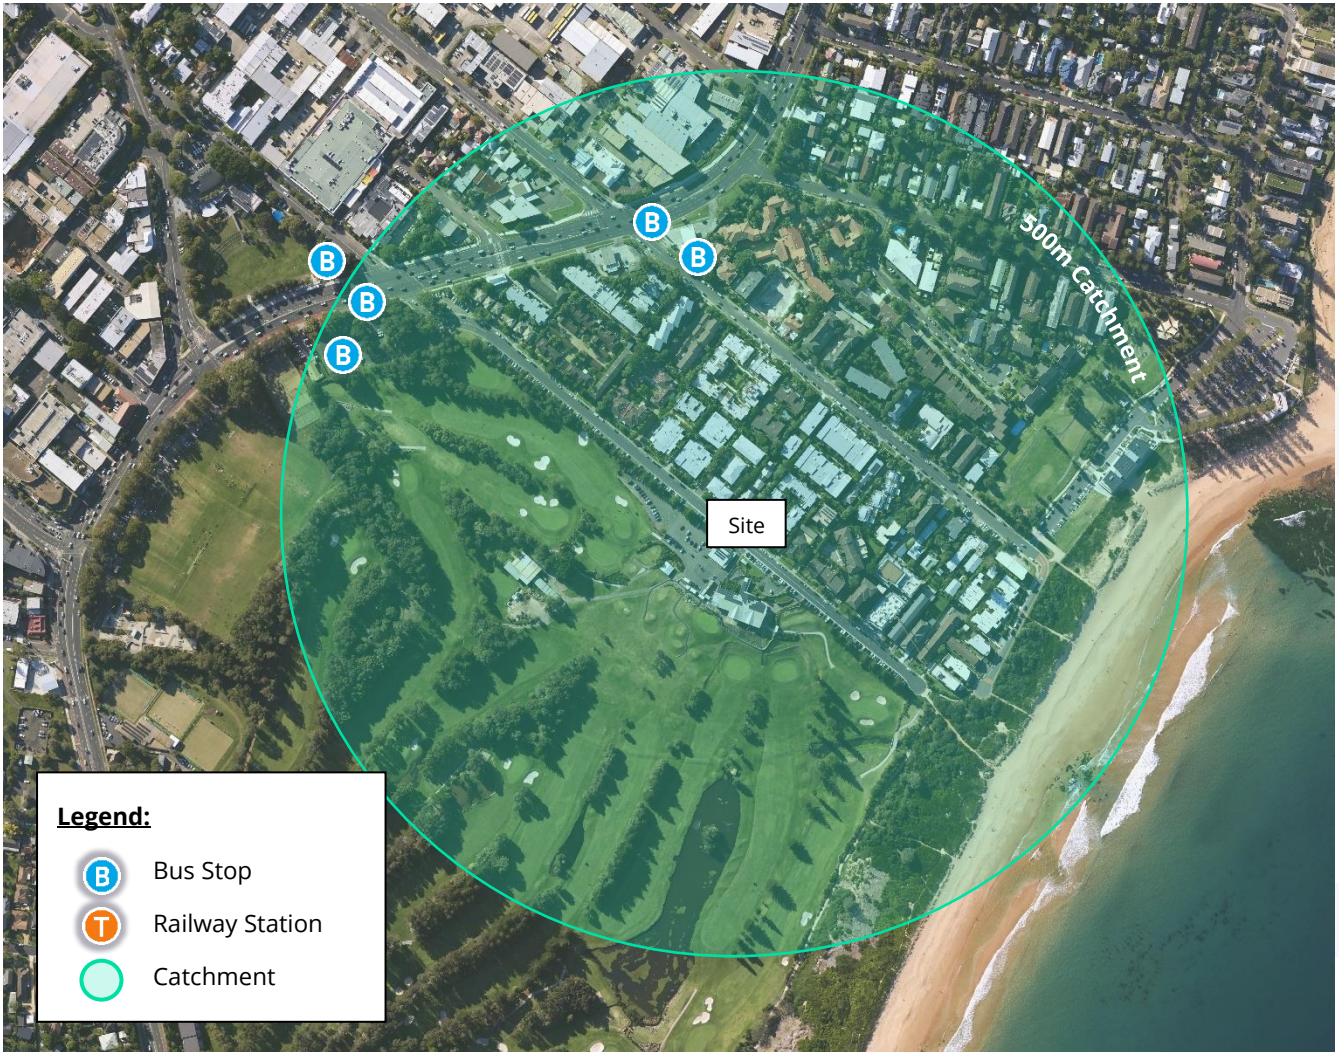 B
B
B
B
B
500m Catchment
Site
Legend:
B Bus Stop
T Railway Station
Catchment